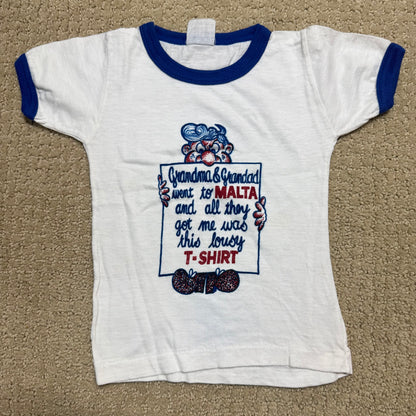 Grandma & Grandad
went to MALTA
and all they
got me was
this lousy
T-SHIRT